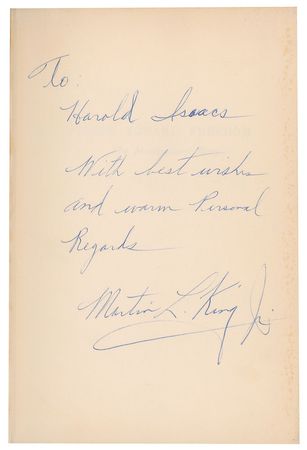 To:
Harold Isaacs
With best wishes
and warm Personal
Regards
Martin L. King Jr.